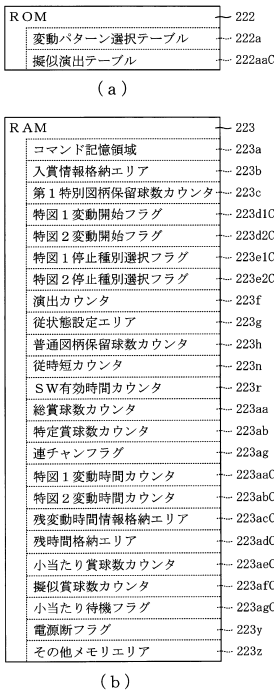 ROM 222
変動パターン選択テーブル 222a
擬似演出テーブル 222aaC
(a)
RAM 223
コマンド記憶領域 223a
入賞情報格納エリア 223b
第1特別図柄保留球数カウンタ 223c
特図1変動開始フラグ 223d1C
特図2変動開始フラグ 223d2C
特図1停止種別選択フラグ 223e1C
特図2停止種別選択フラグ 223e2C
演出カウンタ 223f
従状態設定エリア 223g
普通図柄保留球数カウンタ 223h
従時短カウンタ 223n
SW有効時間カウンタ 223r
総賞球数カウンタ 223aa
特定賞球数カウンタ 223ab
連チャンフラグ 223ag
特図1変動時間カウンタ 223aaC
特図2変動時間カウンタ 223abC
残変動時間情報格納エリア 223acC
残時間格納エリア 223adC
小当たり賞球数カウンタ 223aeC
擬似賞球数カウンタ 223afC
小当たり待機フラグ 223agC
電源断フラグ 223y
その他メモリエリア 223z
(b)